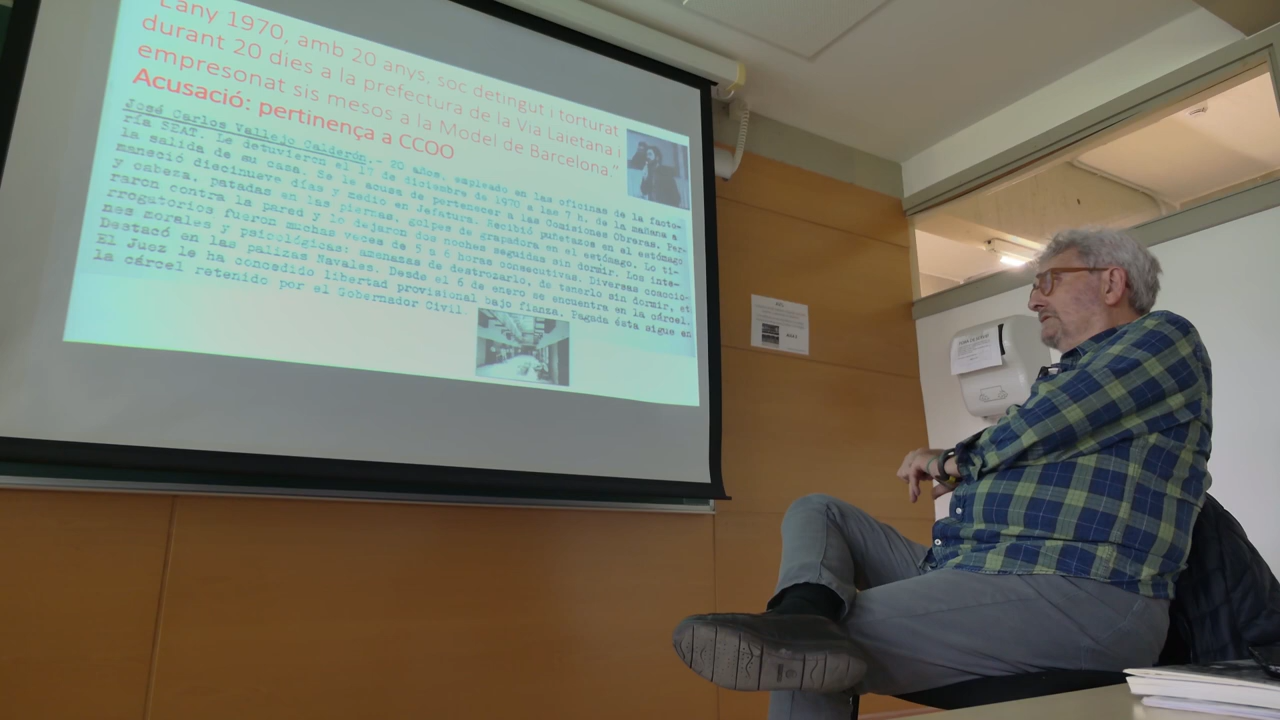 "L'any 1970, amb 20 anys, soc detingut i torturat
durant 20 dies a la prefectura de la Via Laietana i
empresonat sis mesos a la Model de Barcelona."
Acusació: pertinença a CCOO
José Carlos Vallejo Calderón.- 20 años, empleado en las oficinas de la facto-
ría SEAT. Le detuvieron el 17 de diciembre de 1970 a las 7 h. de la mañana a
la salida de su casa. Se le acusa de pertenecer a las Comisiones Obreras. Per-
maneció diecinueve días y medio en Jefatura. Recibió puñetazos en el estómago
y cabeza, patadas en las piernas, golpes de grapadora en el estómago. Lo ti-
raron contra la pared y lo dejaron dos noches seguidas sin dormir. Los inte-
rrogatorios fueron muchas veces de 5 y 6 horas consecutivas. Diversas coaccio-
nes morales y psicológicas: amenazas de destrozarlo, de tenerlo sin dormir, et
Destacó en las palizas Navales. Desde el 6 de enero se encuentra en la cárcel.
El Juez le ha concedido libertad provisional bajo fianza. Pagada ésta sigue en
la cárcel retenido por el Gobernador Civil